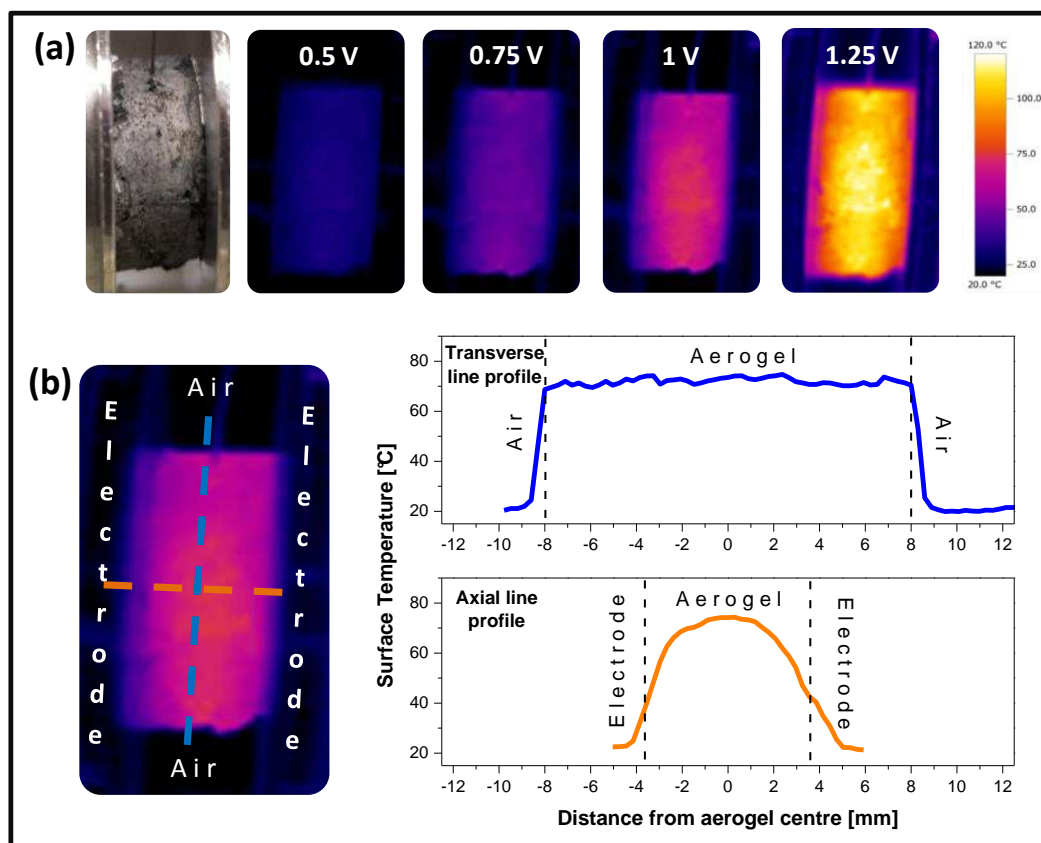 (a)
0.5 V
0.75 V
1 V
1.25 V
120.0 °C
100.0
75.0
50.0
25.0
20.0 °C
(b)
Air
Electrode
Electrode
Air
Surface Temperature [°C]
Transverse
line profile
Aerogel
Air
Air
80
60
40
20
-12 -10 -8 -6 -4 -2 0 2 4 6 8 10 12
Axial line
profile
Electrode
Aerogel
Electrode
80
60
40
20
-12 -10 -8 -6 -4 -2 0 2 4 6 8 10 12
Distance from aerogel centre [mm]